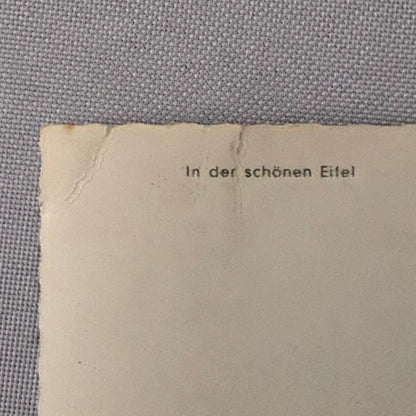 In der schönen Eifel